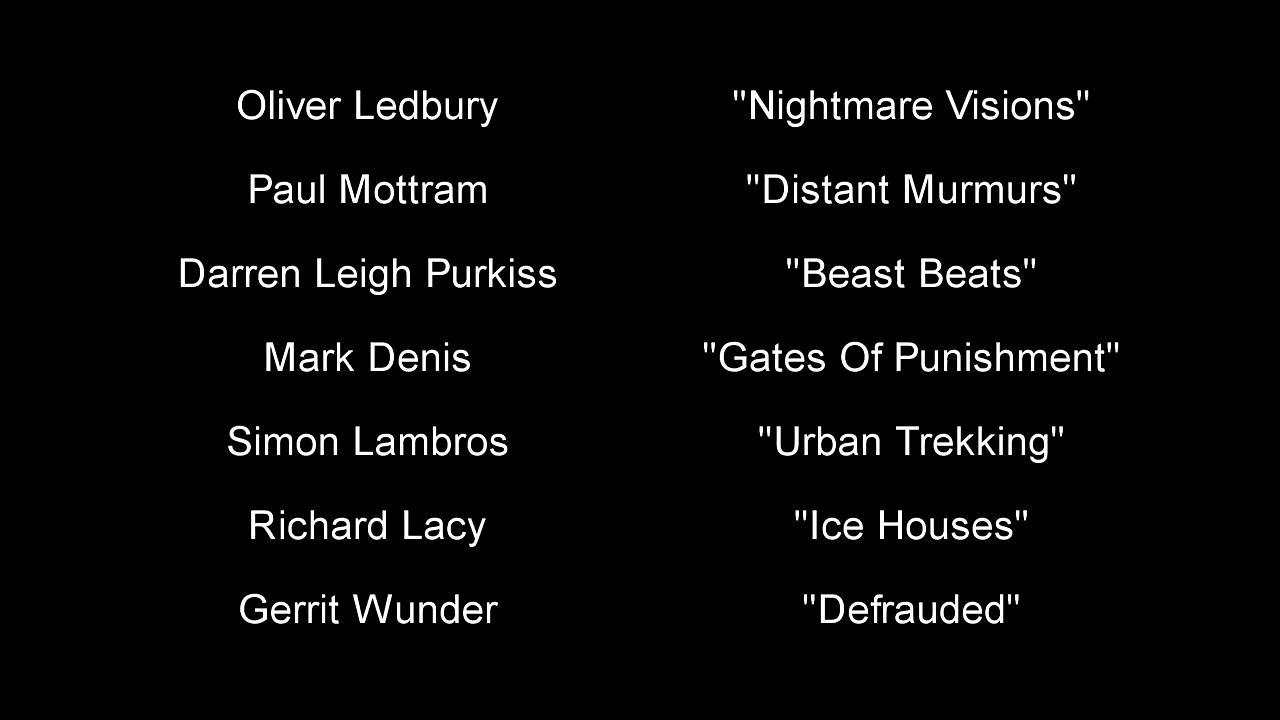 Oliver Ledbury "Nightmare Visions"
Paul Mottram "Distant Murmurs"
Darren Leigh Purkiss "Beast Beats"
Mark Denis "Gates Of Punishment"
Simon Lambros "Urban Trekking"
Richard Lacy "Ice Houses"
Gerrit Wunder "Defrauded"